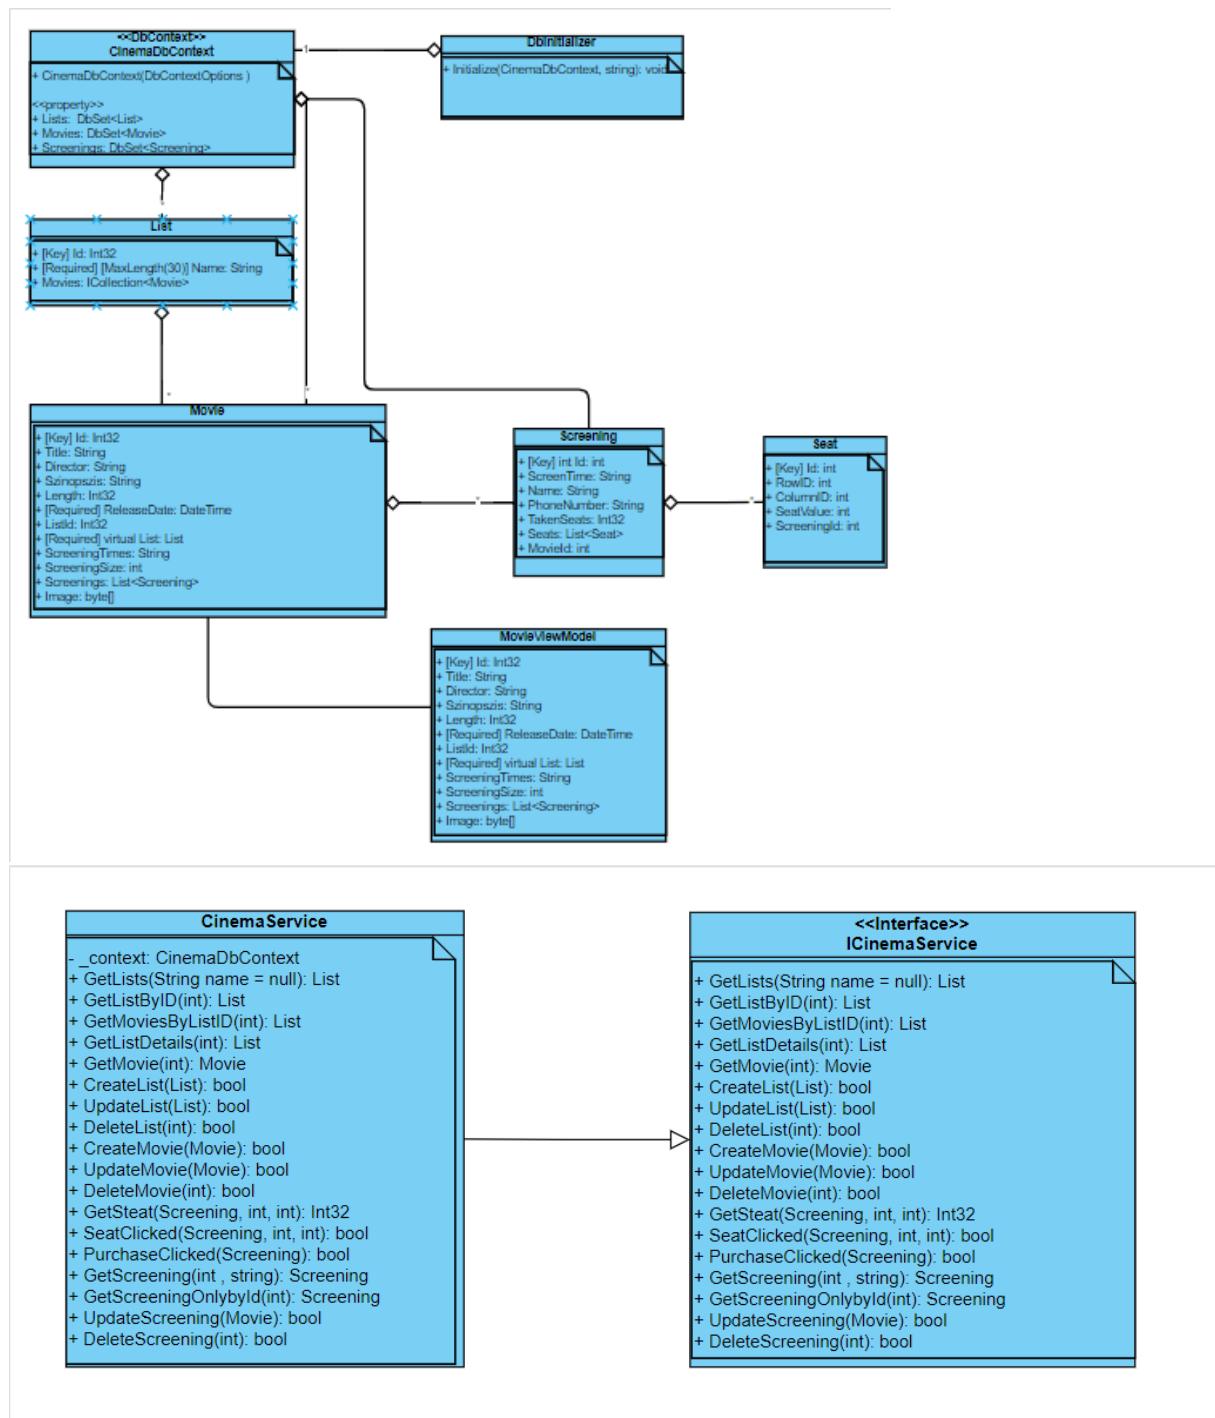 <<DbContext>>
CinemaDbContext
+ CinemaDbContext(DbContextOptions )
<<property>>
+ Lists: DbSet<List>
+ Movies: DbSet<Movie>
+ Screenings: DbSet<Screening>
1
DbInitializer
+ Initialize(CinemaDbContext, string): void
*
List
+ [Key] Id: Int32
+ [Required] [MaxLength(30)] Name: String
+ Movies: ICollection<Movie>
*
*
Movie
+ [Key] Id: Int32
+ Title: String
+ Director: String
+ Szinopszis: String
+ Length: Int32
+ [Required] ReleaseDate: DateTime
+ ListId: Int32
+ [Required] virtual List: List
+ ScreeningTimes: String
+ ScreeningSize: int
+ Screenings: List<Screening>
+ Image: byte[]
*
Screening
+ [Key] int Id: int
+ ScreenTime: String
+ Name: String
+ PhoneNumber: String
+ TakenSeats: Int32
+ Seats: List<Seat>
+ MovieId: int
*
Seat
+ [Key] Id: int
+ RowID: int
+ ColumnID: int
+ SeatValue: int
+ ScreeningId: int
MovieViewModel
+ [Key] Id: Int32
+ Title: String
+ Director: String
+ Szinopszis: String
+ Length: Int32
+ [Required] ReleaseDate: DateTime
+ ListId: Int32
+ [Required] virtual List: List
+ ScreeningTimes: String
+ ScreeningSize: int
+ Screenings: List<Screening>
+ Image: byte[]
CinemaService
- _context: CinemaDbContext
+ GetLists(String name = null): List
+ GetListByID(int): List
+ GetMoviesByListID(int): List
+ GetListDetails(int): List
+ GetMovie(int): Movie
+ CreateList(List): bool
+ UpdateList(List): bool
+ DeleteList(int): bool
+ CreateMovie(Movie): bool
+ UpdateMovie(Movie): bool
+ DeleteMovie(int): bool
+ GetSteat(Screening, int, int): Int32
+ SeatClicked(Screening, int, int): bool
+ PurchaseClicked(Screening): bool
+ GetScreening(int , string): Screening
+ GetScreeningOnlybyId(int): Screening
+ UpdateScreening(Movie): bool
+ DeleteScreening(int): bool
<<Interface>>
ICinemaService
+ GetLists(String name = null): List
+ GetListByID(int): List
+ GetMoviesByListID(int): List
+ GetListDetails(int): List
+ GetMovie(int): Movie
+ CreateList(List): bool
+ UpdateList(List): bool
+ DeleteList(int): bool
+ CreateMovie(Movie): bool
+ UpdateMovie(Movie): bool
+ DeleteMovie(int): bool
+ GetSteat(Screening, int, int): Int32
+ SeatClicked(Screening, int, int): bool
+ PurchaseClicked(Screening): bool
+ GetScreening(int , string): Screening
+ GetScreeningOnlybyId(int): Screening
+ UpdateScreening(Movie): bool
+ DeleteScreening(int): bool